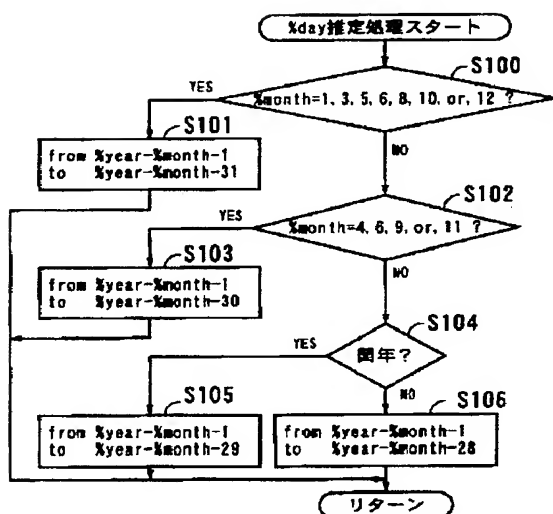 %day推定処理スタート
S100
%month=1, 3, 5, 6, 8, 10, or, 12 ?
YES
NO
S101
from %year-%month-1
to %year-%month-31
S102
%month=4, 6, 9, or, 11 ?
YES
NO
S103
from %year-%month-1
to %year-%month-30
S104
閏年?
YES
NO
S105
from %year-%month-1
to %year-%month-29
S106
from %year-%month-1
to %year-%month-28
リターン